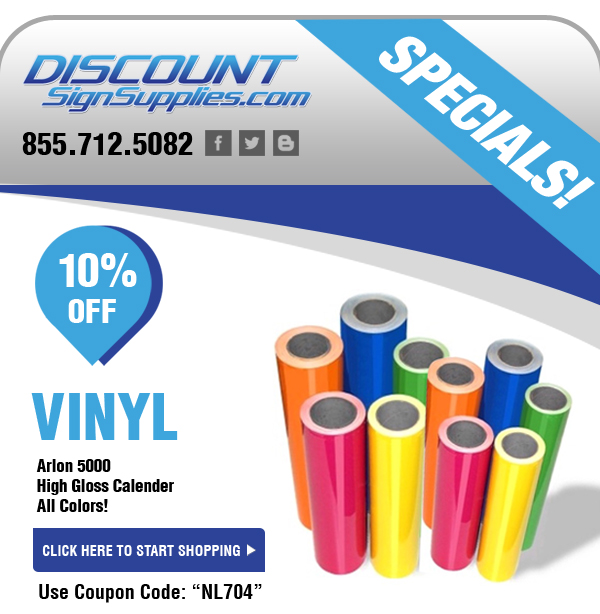 DISCOUNT
SignSupplies.com
855.712.5082
SPECIALS!
10%
OFF
VINYL
Arlon 5000
High Gloss Calender
All Colors!
CLICK HERE TO START SHOPPING
Use Coupon Code: “NL704”